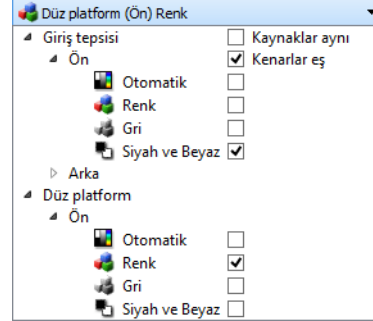 Düz platform (Ön) Renk
Giriş tepsisi Kaynaklar aynı
Ön Kenarlar eş
Otomatik
Renk
Gri
Siyah ve Beyaz
Arka
Düz platform
Ön
Otomatik
Renk
Gri
Siyah ve Beyaz